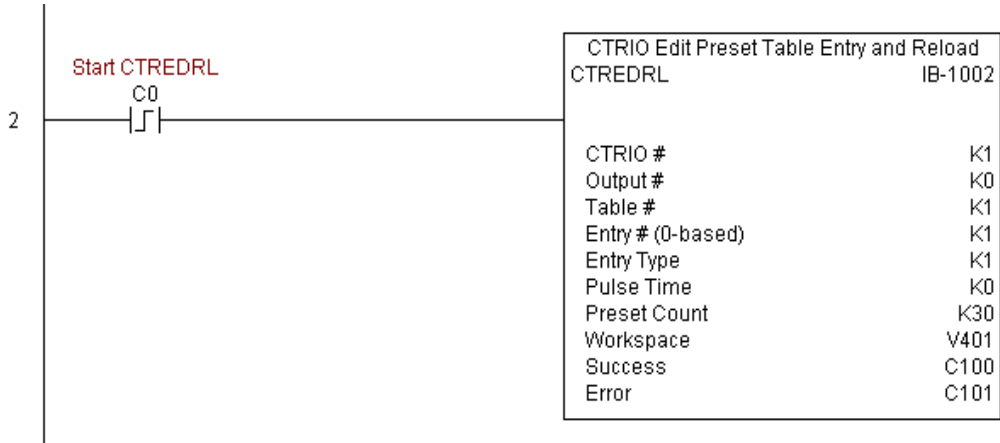 Start CTREDRL
C0
2
CTRIO Edit Preset Table Entry and Reload
CTREDRL IB-1002
CTRIO # K1
Output # K0
Table # K1
Entry # (0-based) K1
Entry Type K1
Pulse Time K0
Preset Count K30
Workspace V401
Success C100
Error C101